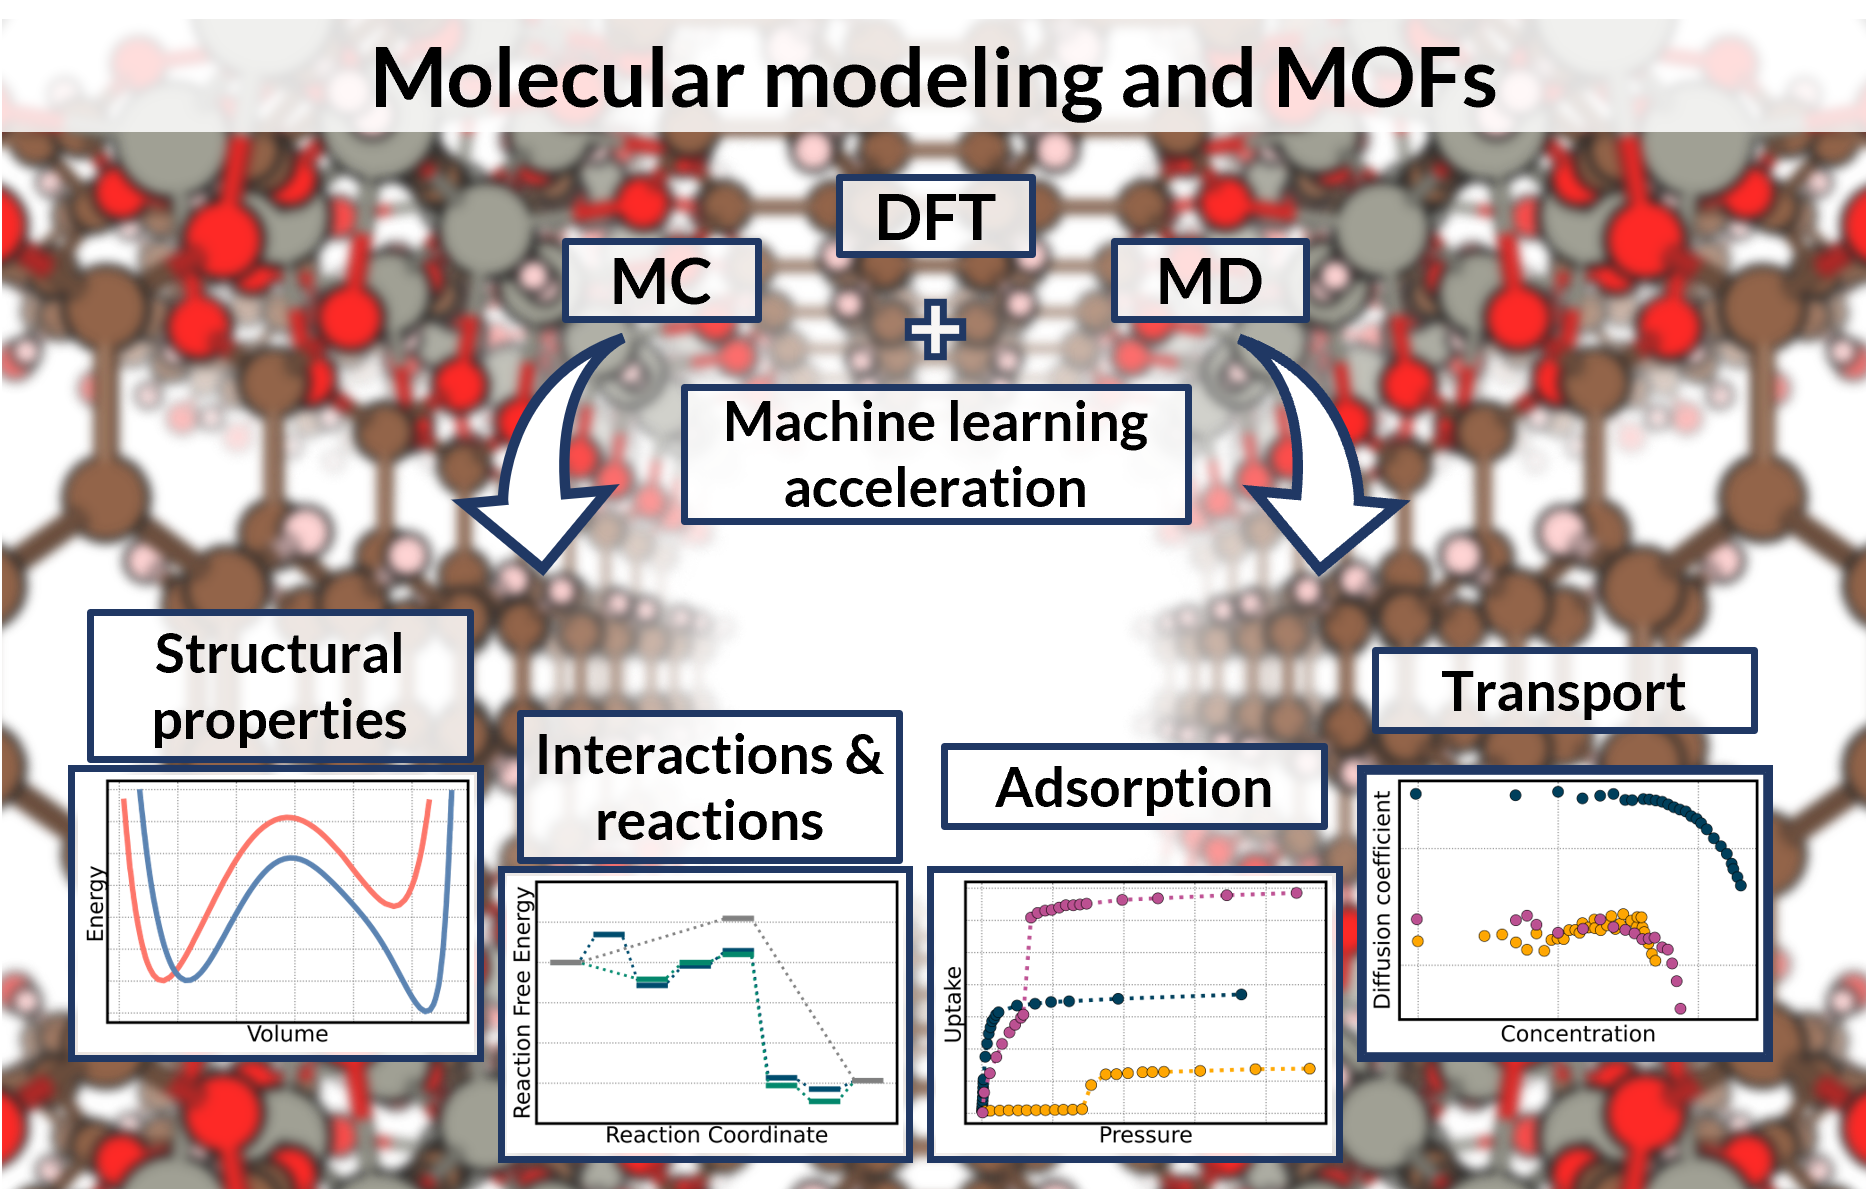 Molecular modeling and MOFs
DFT
MC
MD
Machine learning
acceleration
Structural
properties
Energy
Volume
Interactions &
reactions
Reaction Free Energy
Reaction Coordinate
Adsorption
Uptake
Pressure
Transport
Diffusion coefficient
Concentration